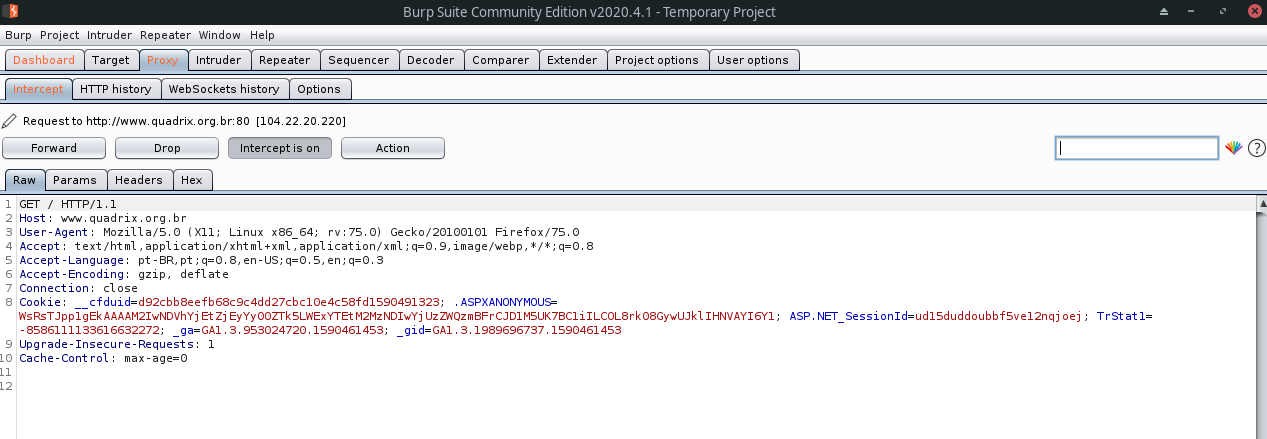 Burp Suite Community Edition v2020.4.1 - Temporary Project
Burp Project Intruder Repeater Window Help
Dashboard Target Proxy Intruder Repeater Sequencer Decoder Comparer Extender Project options User options
Intercept HTTP history WebSockets history Options
Request to http://www.quadrix.org.br:80 [104.22.20.220]
Forward Drop Intercept is on Action ?
Raw Params Headers Hex
1 GET / HTTP/1.1
2 Host: www.quadrix.org.br
3 User-Agent: Mozilla/5.0 (X11; Linux x86_64; rv:75.0) Gecko/20100101 Firefox/75.0
4 Accept: text/html,application/xhtml+xml,application/xml;q=0.9,image/webp,*/*;q=0.8
5 Accept-Language: pt-BR,pt;q=0.8,en-US;q=0.5,en;q=0.3
6 Accept-Encoding: gzip, deflate
7 Connection: close
8 Cookie: __cfduid=d92cbb8eefb68c9c4dd27cbc10e4c58fd1590491323; .ASPXANONYMOUS=
WsRsTJpp1gEkAAAAM2IwNDVhYjEtZjEyYy00ZTk5LWExYTEtM2MzNDIwYjUzZWQzmBFrCJD1M5UK7BC1iILCOL8rk08GywUJklIHNVAYI6Y1; ASP.NET_SessionId=ud15duddoubbf5ve12nqjoej; TrStat1=
-8586111133616632272; _ga=GA1.3.953024720.1590461453; _gid=GA1.3.1989696737.1590461453
9 Upgrade-Insecure-Requests: 1
10 Cache-Control: max-age=0
11
12